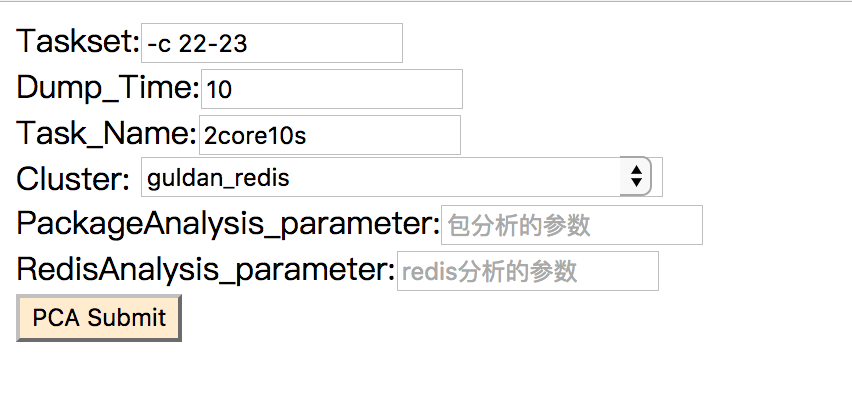 Taskset: -c 22-23
Dump_Time: 10
Task_Name: 2core10s
Cluster: guldan_redis
PackageAnalysis_parameter: 包分析的参数
RedisAnalysis_parameter: redis分析的参数
PCA Submit